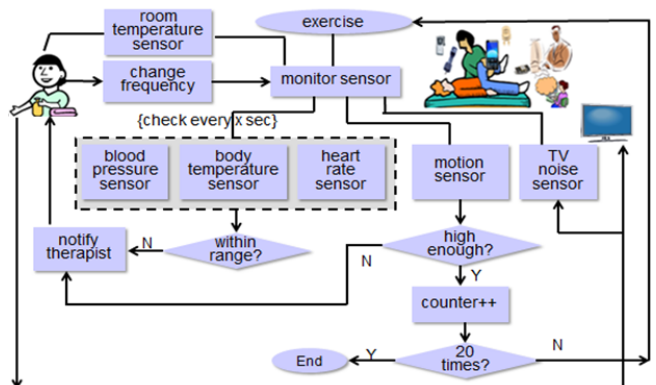 room
temperature
sensor
exercise
change
frequency
monitor sensor
{check every x sec}
blood
pressure
sensor
body
temperature
sensor
heart
rate
sensor
motion
sensor
TV
noise
sensor
notify
therapist
N
within
range?
high
enough?
N
Y
counter++
End
Y
20
times?
N